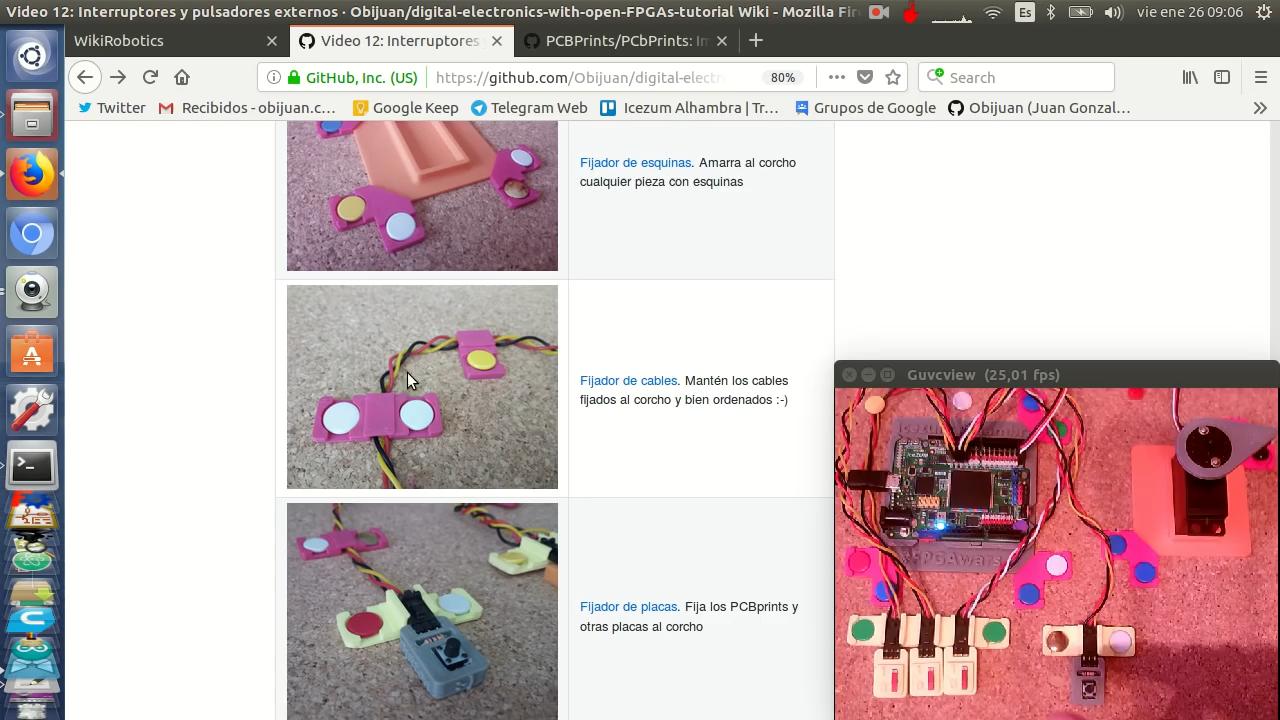 Video 12: Interruptores y pulsadores externos · Obijuan/digital-electronics-with-open-FPGAs-tutorial Wiki - Mozilla Fire
Es
vie ene 26 09:06
WikiRobotics
Video 12: Interruptores
PCBPrints/PCbPrints: Im
GitHub, Inc. (US)
https://github.com/Obijuan/digital-electr
80%
Search
Twitter
Recibidos - obijuan.c…
Google Keep
Telegram Web
Icezum Alhambra | Tr…
Grupos de Google
Obijuan (Juan Gonzal…
Fijador de esquinas. Amarra al corcho
cualquier pieza con esquinas
Fijador de cables. Mantén los cables
fijados al corcho y bien ordenados :-)
Fijador de placas. Fija los PCBprints y
otras placas al corcho
Guvcview (25,01 fps)